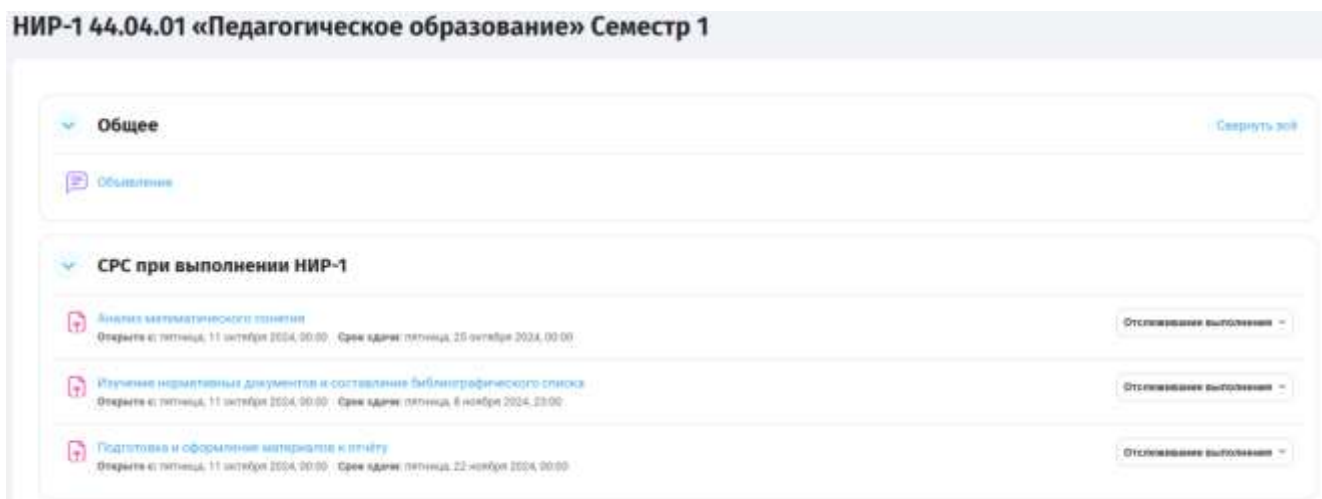 НИР-1 44.04.01 «Педагогическое образование» Семестр 1
Общее
Свернуть всё
Объявления
СРС при выполнении НИР-1
Анализ математического понятия
Открыто с: пятница, 11 октября 2024, 00:00 Срок сдачи: пятница, 25 октября 2024, 00:00
Отслеживание выполнения
Изучение нормативных документов и составление библиографического списка
Открыто с: пятница, 11 октября 2024, 00:00 Срок сдачи: пятница, 8 ноября 2024, 23:00
Отслеживание выполнения
Подготовка и оформление материалов к отчёту
Открыто с: пятница, 11 октября 2024, 00:00 Срок сдачи: пятница, 22 ноября 2024, 00:00
Отслеживание выполнения